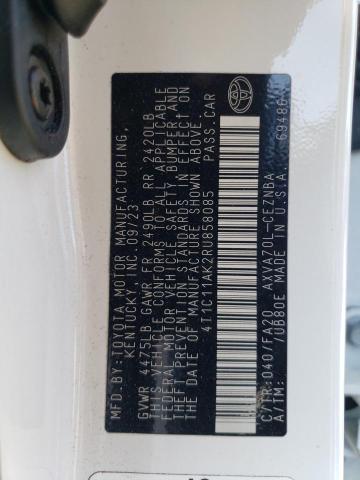 MFD.BY:TOYOTA MOTOR MANUFACTURING,
KENTUCKY, INC.09/23
GVWR 4475LB GAWR FR 2490LB RR 2420LB
THIS VEHICLE CONFORMS TO ALL APPLICABLE
FEDERAL MOTOR VEHICLE SAFETY, BUMPER, AND
THEFT PREVENTION STANDARDS IN EFFECT ON
THE DATE OF MANUFACTURE SHOWN ABOVE.
4T1C11AK2RU858085 PASS.CAR
C/TR:040/FA20 AXVA70L-CEZNBA
A/TM: /UB80E MADE IN U.S.A.